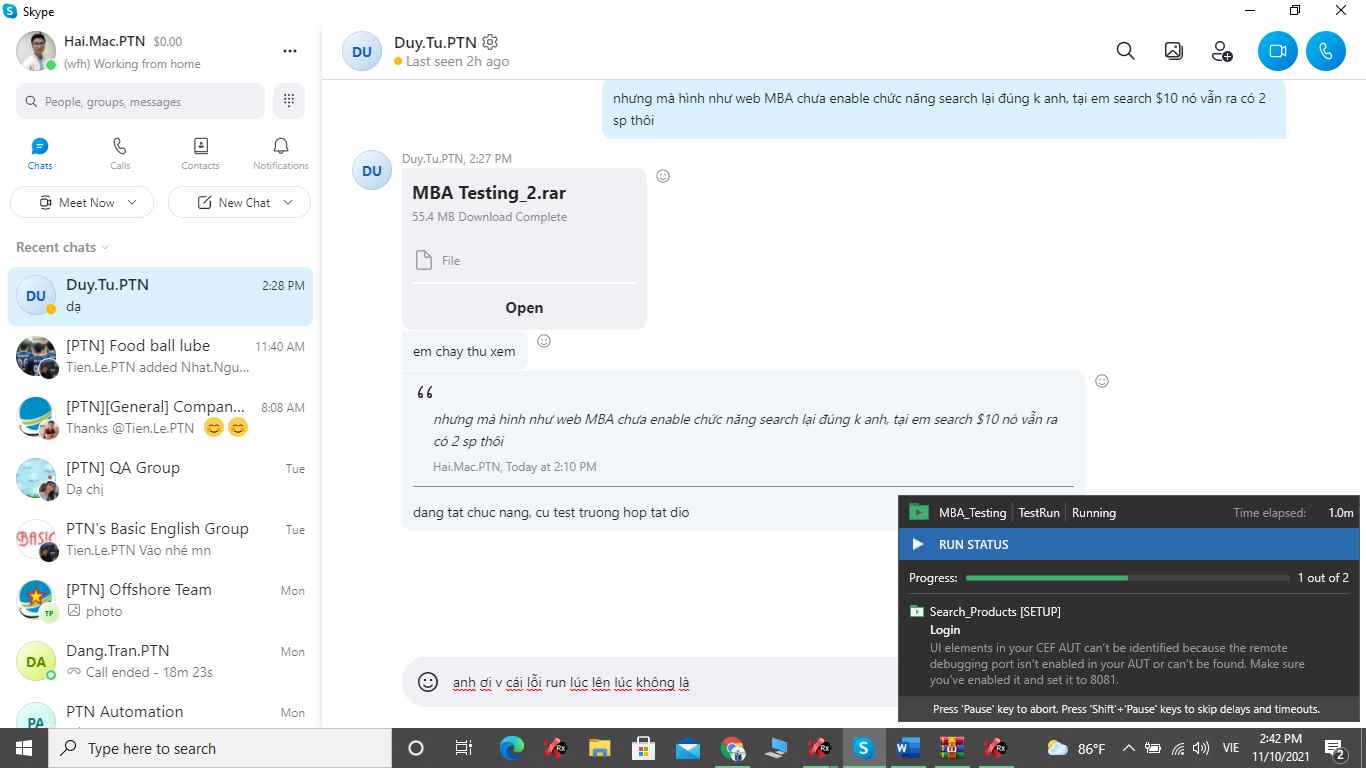 Skype
Hai.Mac.PTN $0.00
(wfh) Working from home
People, groups, messages
Chats
Calls
Contacts
Notifications
Meet Now
New Chat
Recent chats
DU
Duy.Tu.PTN
2:28 PM
dạ
[PTN] Food ball lube
11:40 AM
Tien.Le.PTN added Nhat.Ngu...
[PTN][General] Compan...
8:08 AM
Thanks @Tien.Le.PTN
[PTN] QA Group
Tue
Dạ chị
BASIC
PTN's Basic English Group
Tue
Tien.Le.PTN Vào nhé mn
TP
[PTN] Offshore Team
Mon
photo
DA
Dang.Tran.PTN
Mon
Call ended - 18m 23s
PA
PTN Automation
Mon
DU
Duy.Tu.PTN
Last seen 2h ago
nhưng mà hình như web MBA chưa enable chức năng search lại đúng k anh, tại em search $10 nó vẫn ra có 2
sp thôi
DU
Duy.Tu.PTN, 2:27 PM
MBA Testing_2.rar
55.4 MB Download Complete
File
Open
em chay thu xem
nhưng mà hình như web MBA chưa enable chức năng search lại đúng k anh, tại em search $10 nó vẫn ra
có 2 sp thôi
Hai.Mac.PTN, Today at 2:10 PM
dang tat chuc nang, cu test truong hop tat dio
anh ơi v cái lỗi run lúc lên lúc không là
MBA_Testing
TestRun
Running
Time elapsed: 1.0m
RUN STATUS
Progress:
1 out of 2
Search_Products [SETUP]
Login
UI elements in your CEF AUT can't be identified because the remote
debugging port isn't enabled in your AUT or can't be found. Make sure
you've enabled it and set it to 8081.
Press 'Pause' key to abort. Press 'Shift'+'Pause' keys to skip delays and timeouts.
Type here to search
Rx
Rx
Rx
86°F
VIE
2:42 PM
11/10/2021
2